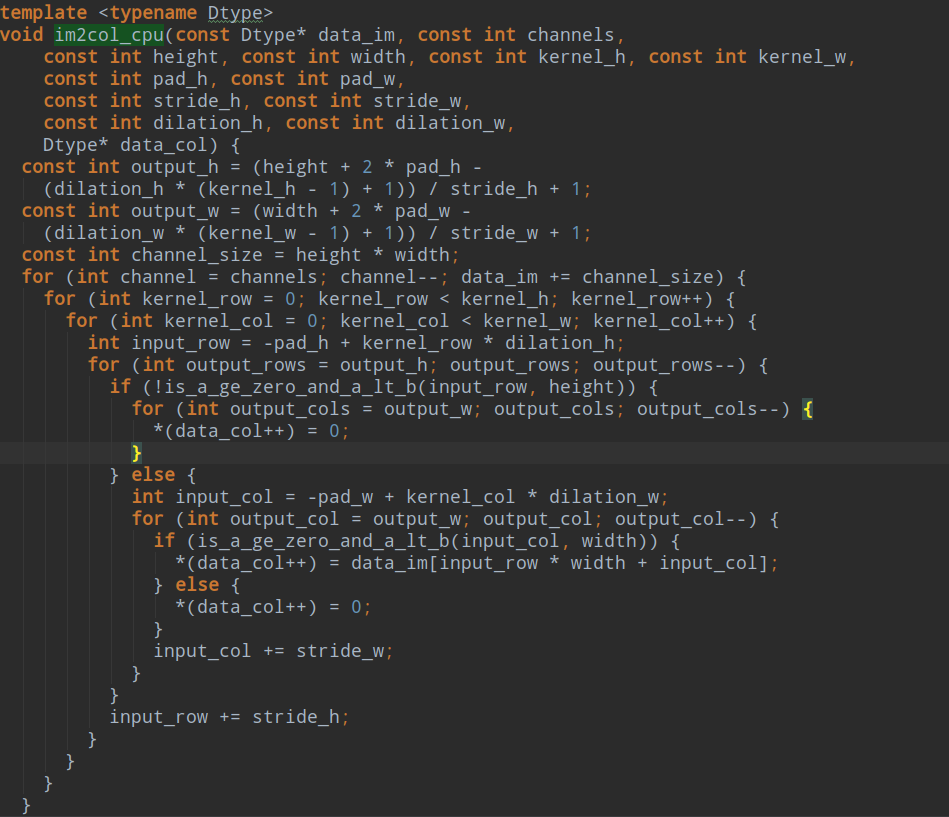 template <typename Dtype>
void im2col_cpu(const Dtype* data_im, const int channels,
    const int height, const int width, const int kernel_h, const int kernel_w,
    const int pad_h, const int pad_w,
    const int stride_h, const int stride_w,
    const int dilation_h, const int dilation_w,
    Dtype* data_col) {
  const int output_h = (height + 2 * pad_h -
    (dilation_h * (kernel_h - 1) + 1)) / stride_h + 1;
  const int output_w = (width + 2 * pad_w -
    (dilation_w * (kernel_w - 1) + 1)) / stride_w + 1;
  const int channel_size = height * width;
  for (int channel = channels; channel--; data_im += channel_size) {
    for (int kernel_row = 0; kernel_row < kernel_h; kernel_row++) {
      for (int kernel_col = 0; kernel_col < kernel_w; kernel_col++) {
        int input_row = -pad_h + kernel_row * dilation_h;
        for (int output_rows = output_h; output_rows; output_rows--) {
          if (!is_a_ge_zero_and_a_lt_b(input_row, height)) {
            for (int output_cols = output_w; output_cols; output_cols--) {
              *(data_col++) = 0;
            }
          } else {
            int input_col = -pad_w + kernel_col * dilation_w;
            for (int output_col = output_w; output_col; output_col--) {
              if (is_a_ge_zero_and_a_lt_b(input_col, width)) {
                *(data_col++) = data_im[input_row * width + input_col];
              } else {
                *(data_col++) = 0;
              }
              input_col += stride_w;
            }
          }
          input_row += stride_h;
        }
      }
    }
  }